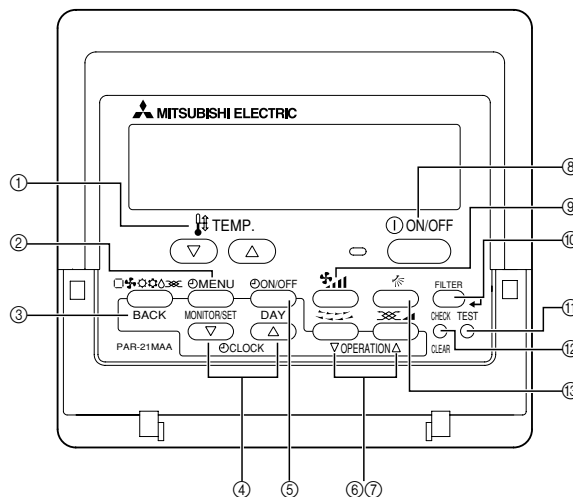 MITSUBISHI ELECTRIC
⑧
①
TEMP.
ON/OFF
⑨
②
⑩
MENU
ON/OFF
FILTER
③
BACK
MONITOR/SET
DAY
CHECK
TEST
⑪
PAR-21MAA
CLOCK
OPERATION
CLEAR
⑫
⑬
④
⑤
⑥⑦